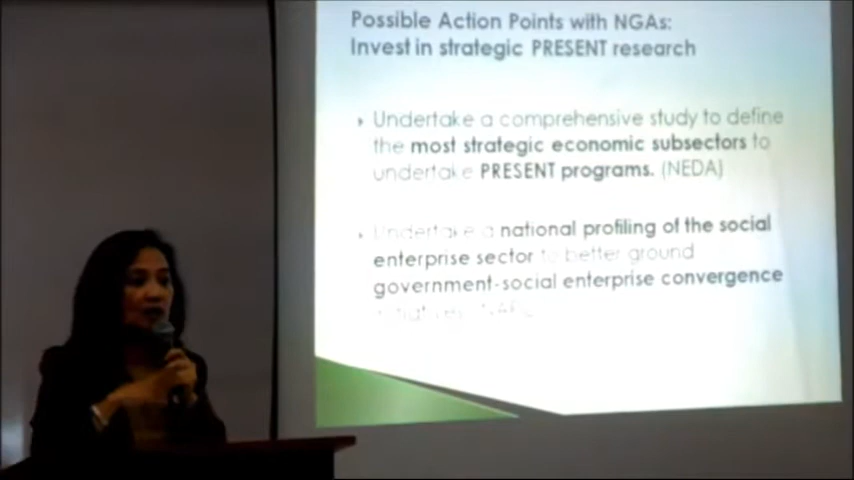 Possible Action Points with NGAs:
Invest in strategic PRESENT research
Undertake a comprehensive study to define
the most strategic economic subsectors to
undertake PRESENT programs. (NEDA)
Undertake a national profiling of the social
enterprise sector to better ground
government-social enterprise convergence